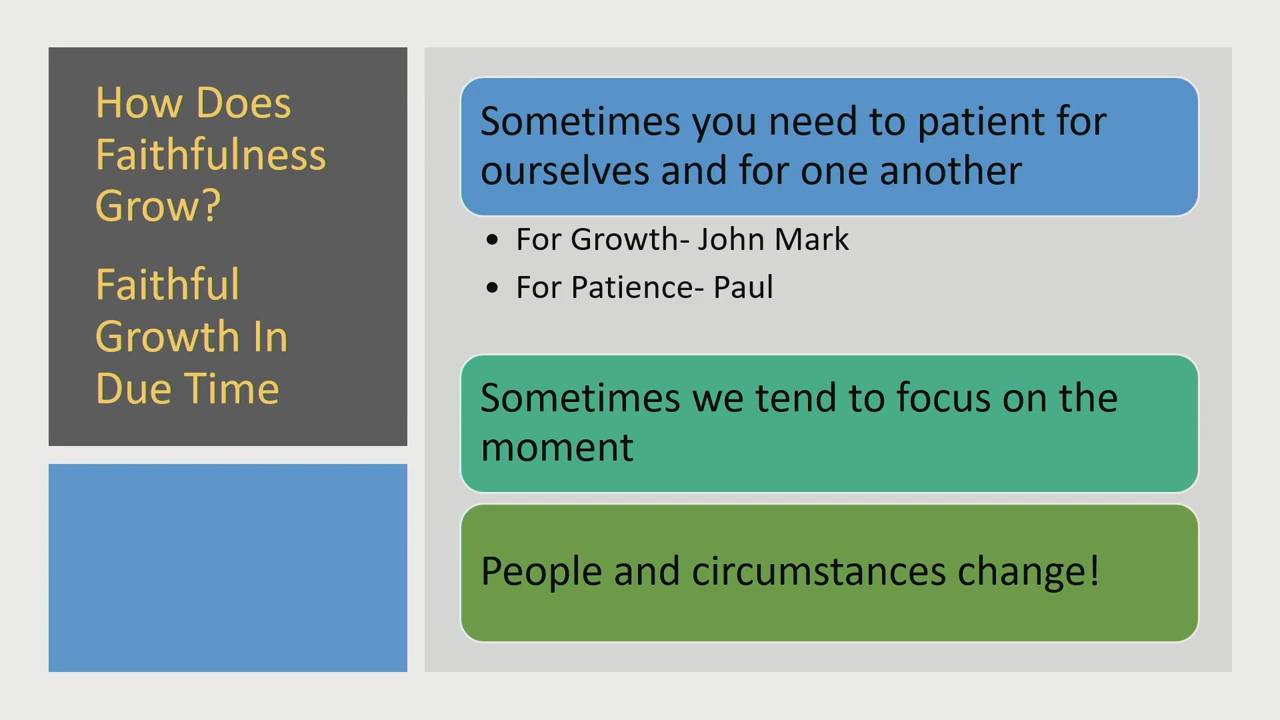 How Does
Faithfulness
Grow?
Faithful
Growth In
Due Time
Sometimes you need to patient for
ourselves and for one another
• For Growth- John Mark
• For Patience- Paul
Sometimes we tend to focus on the
moment
People and circumstances change!